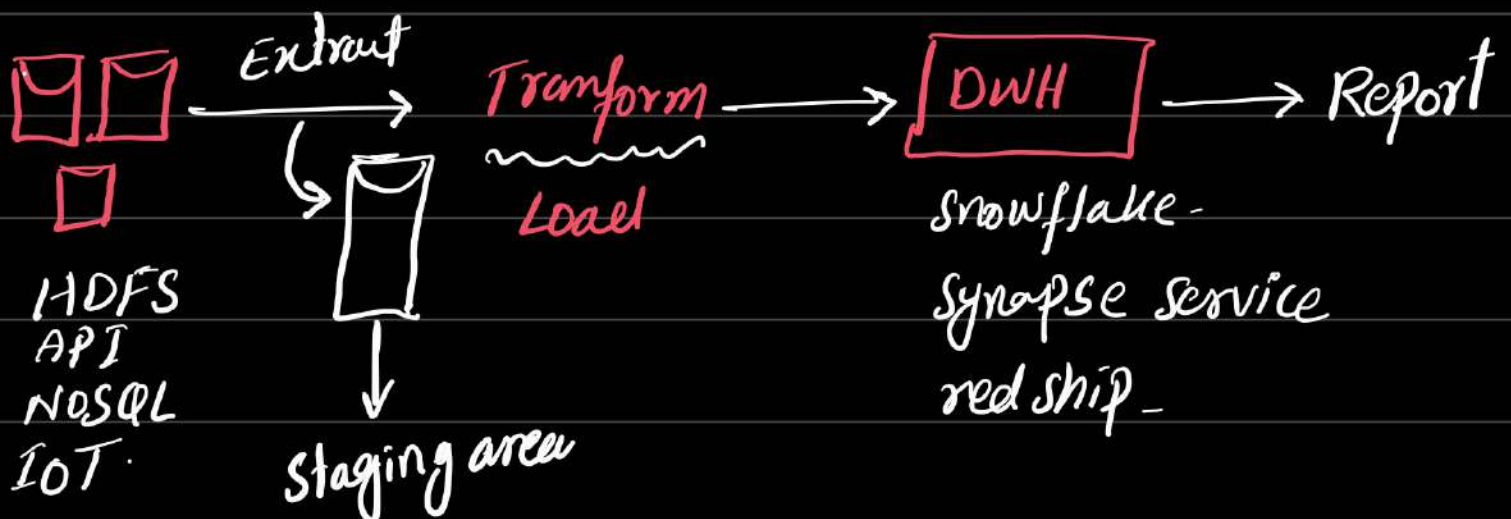 Extract
Tranform
Load
DWH
Report
HDFS
API
NOSQL
IOT.
Staging area
snowflake-
synapse service
red ship-